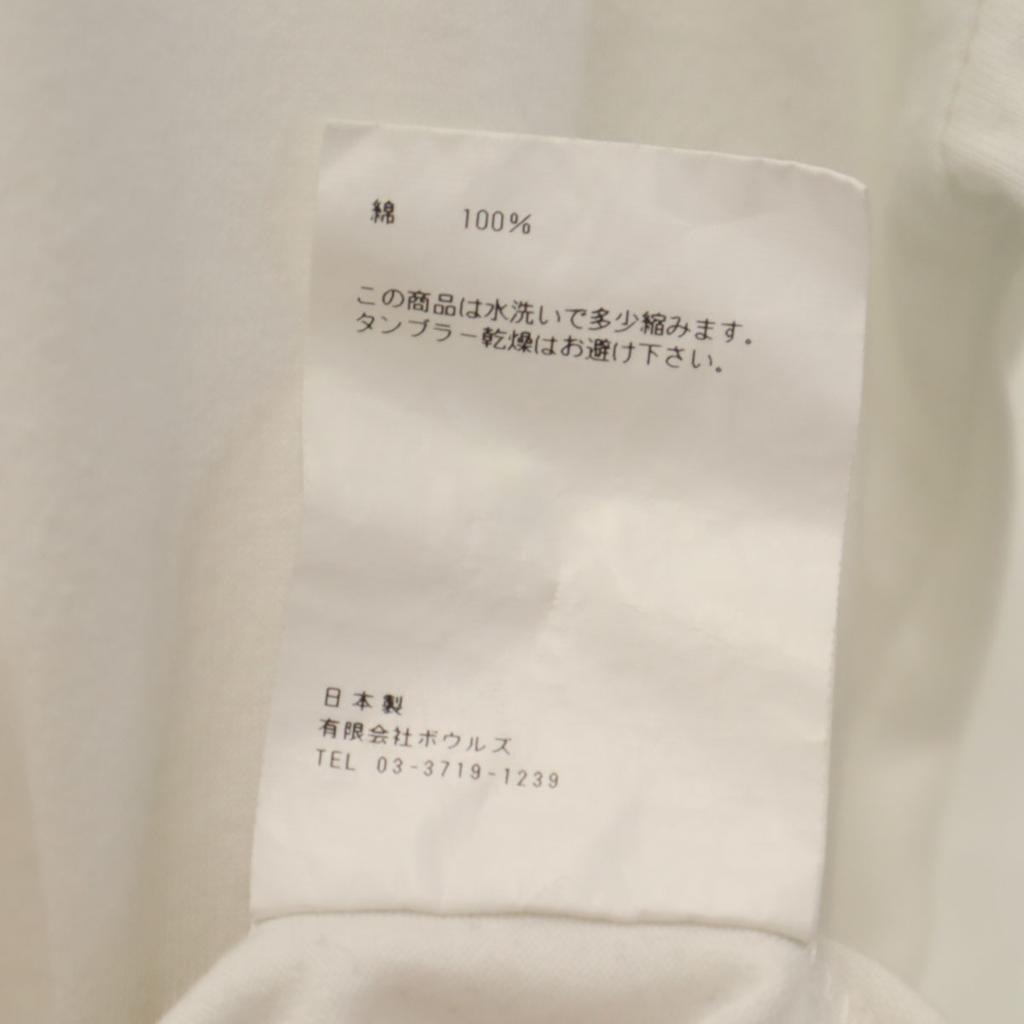 綿 100%
この商品は水洗いで多少縮みます。
タンブラー乾燥はお避け下さい。
日本製
有限会社ボウルズ
TEL 03-3719-1239